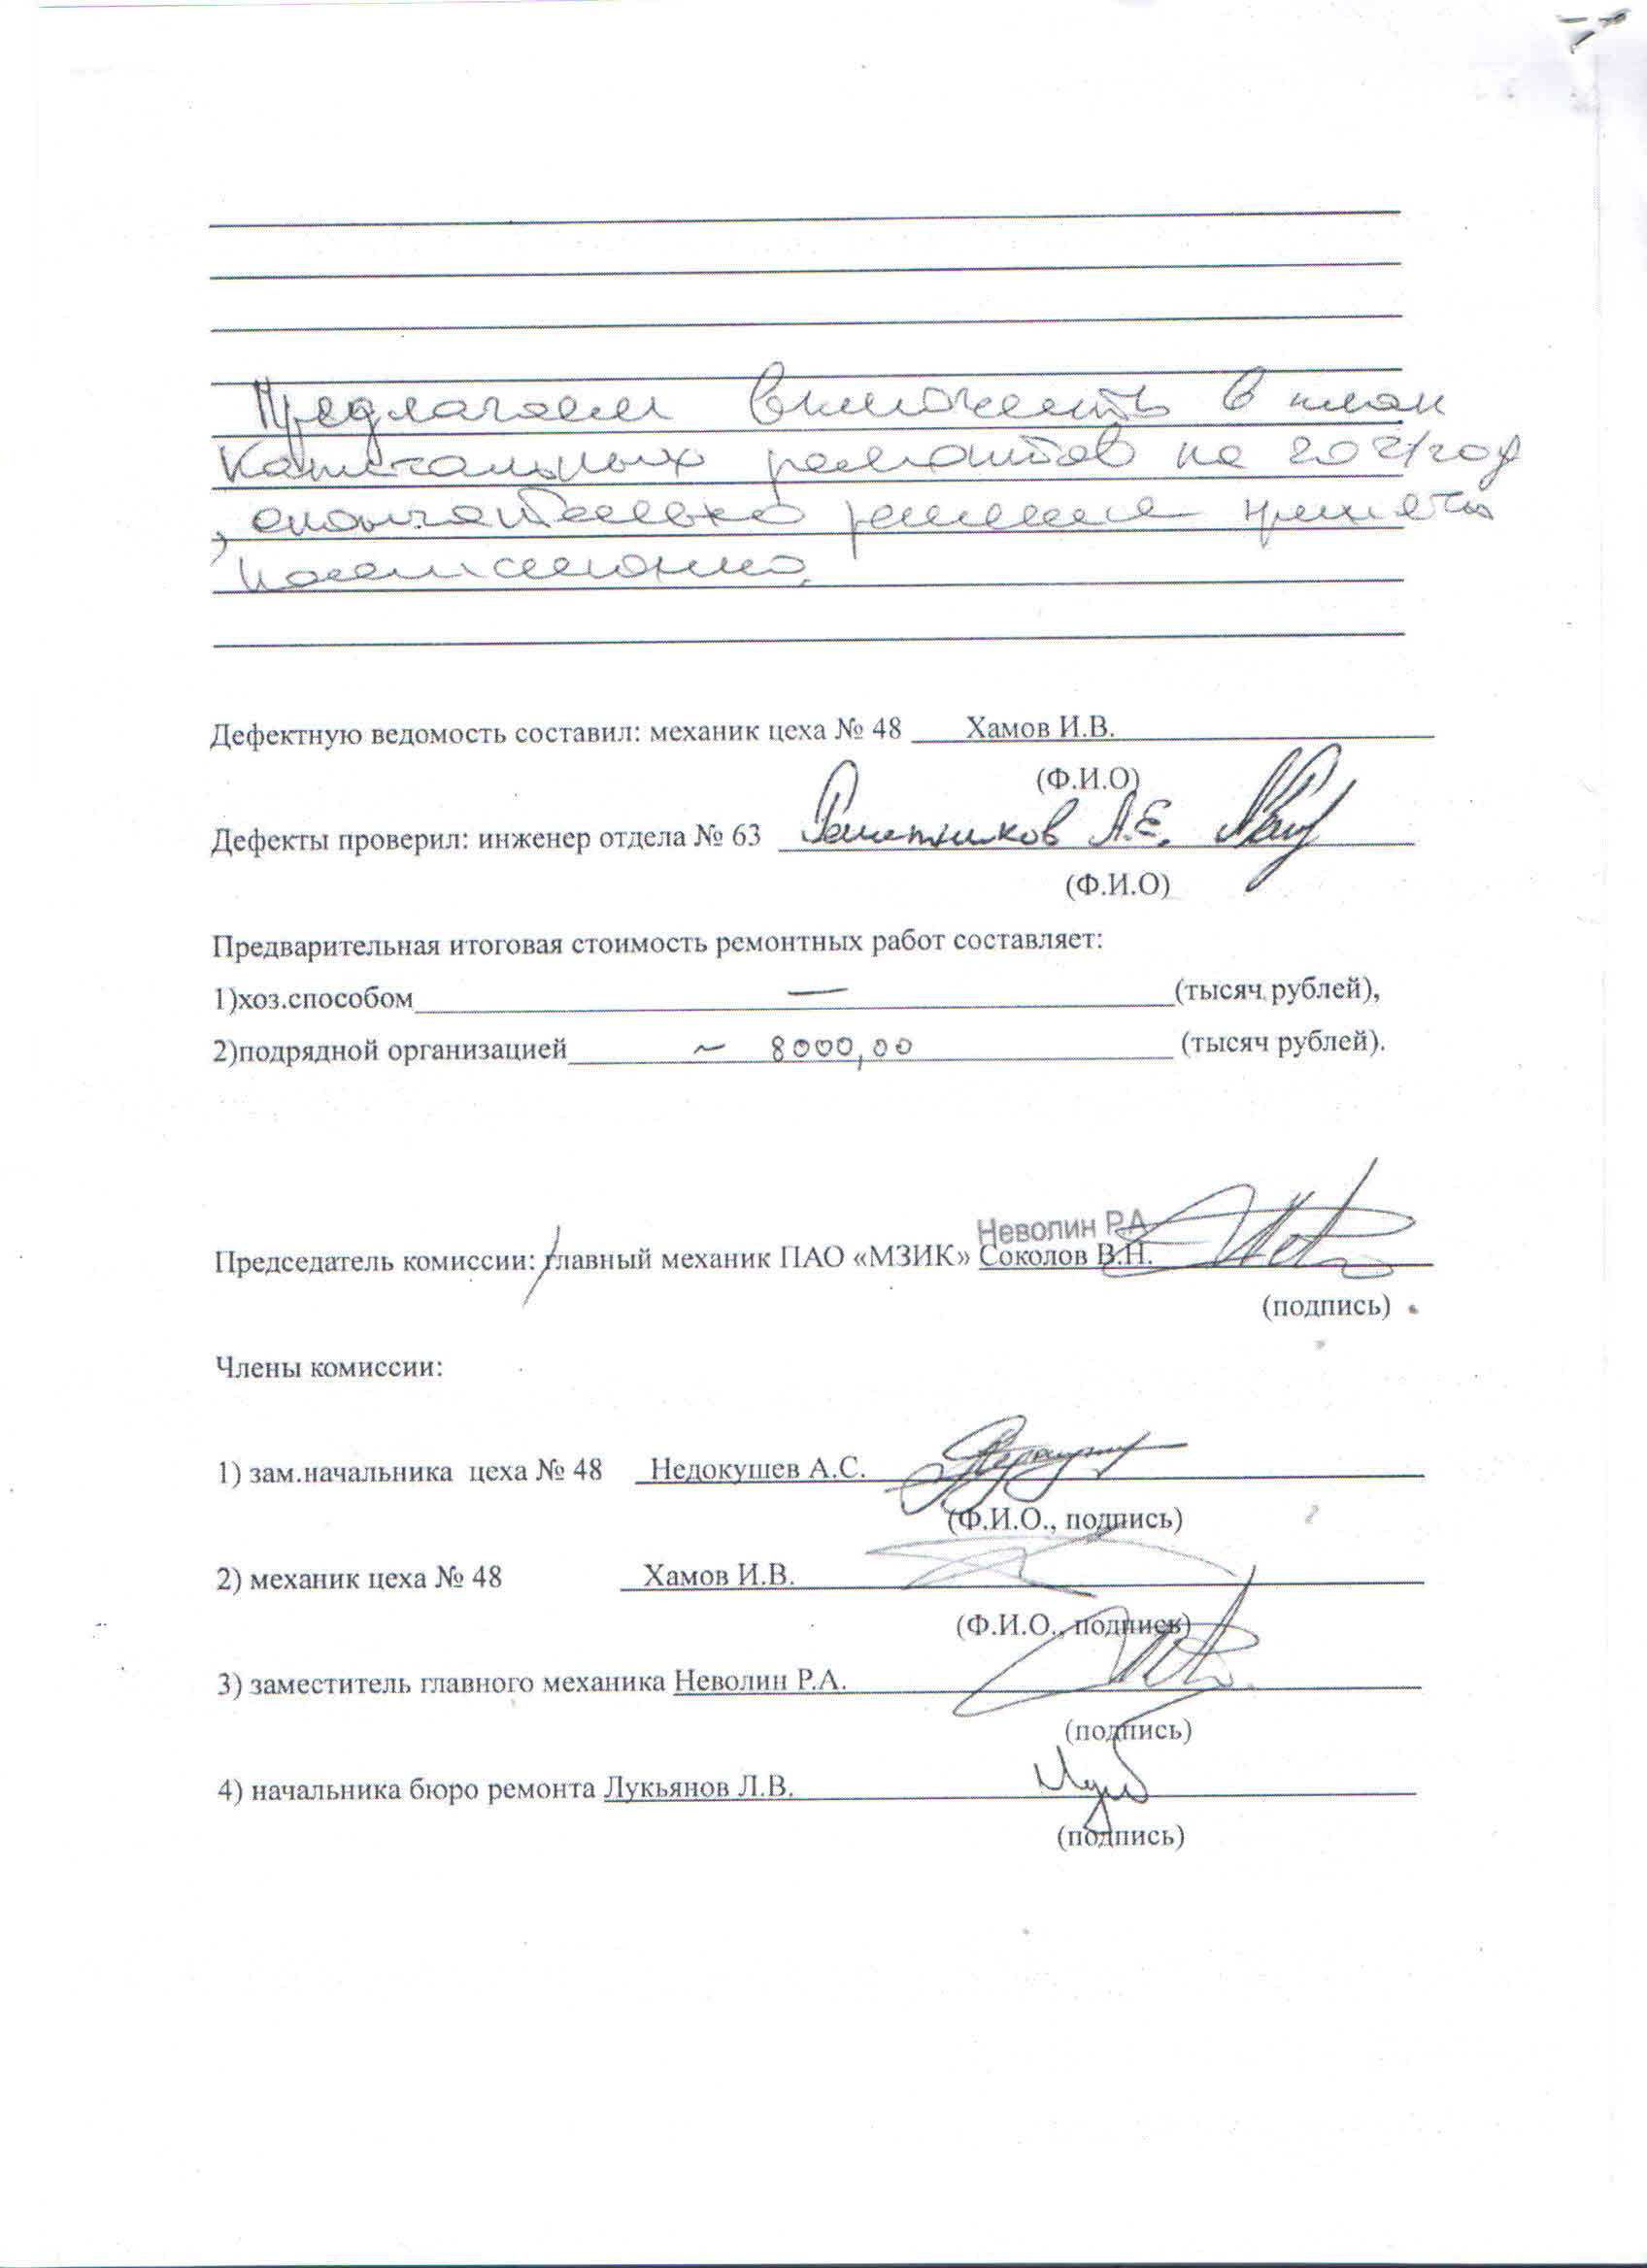 Предлагаем включить в план
капитальных ремонтов на 2021 год
, окончательно решение принять
комиссионно.
Дефектную ведомость составил: механик цеха № 48 Хамов И.В.
(Ф.И.О)
Дефекты проверил: инженер отдела № 63 Решетников А.Е.
(Ф.И.О)
Предварительная итоговая стоимость ремонтных работ составляет:
1)хоз.способом — (тысяч рублей),
2)подрядной организацией ~ 8000,00 (тысяч рублей).
Неволин Р.А
Председатель комиссии: главный механик ПАО «МЗИК» Соколов В.Н.
(подпись)
Члены комиссии:
1) зам.начальника цеха № 48 Недокушев А.С.
(Ф.И.О., подпись)
2) механик цеха № 48 Хамов И.В.
(Ф.И.О., подпись)
3) заместитель главного механика Неволин Р.А.
(подпись)
4) начальника бюро ремонта Лукьянов Л.В.
(подпись)